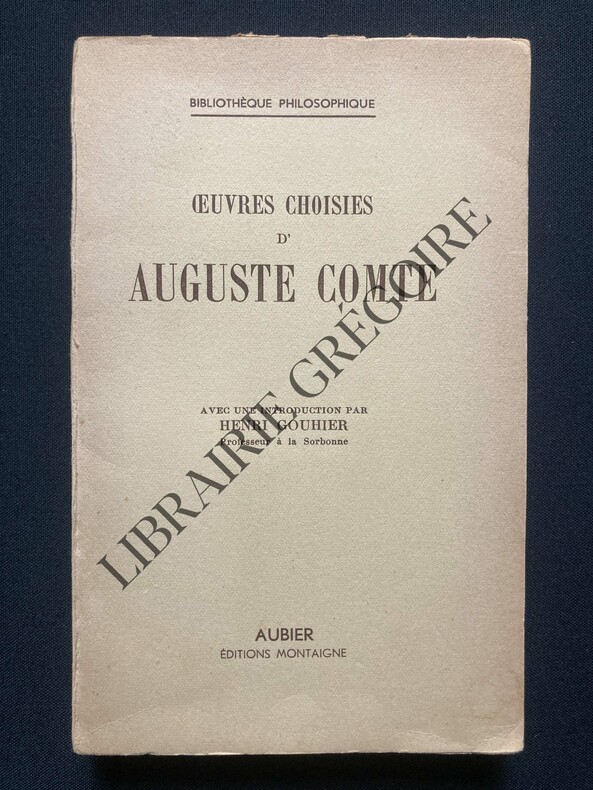 BIBLIOTHÈQUE PHILOSOPHIQUE
ŒUVRES CHOISIES
D'
AUGUSTE COMTE
AVEC UNE INTRODUCTION PAR
HENRI GOUHIER
Professeur à la Sorbonne
LIBRAIRIE GRÉGOIRE
AUBIER
ÉDITIONS MONTAIGNE